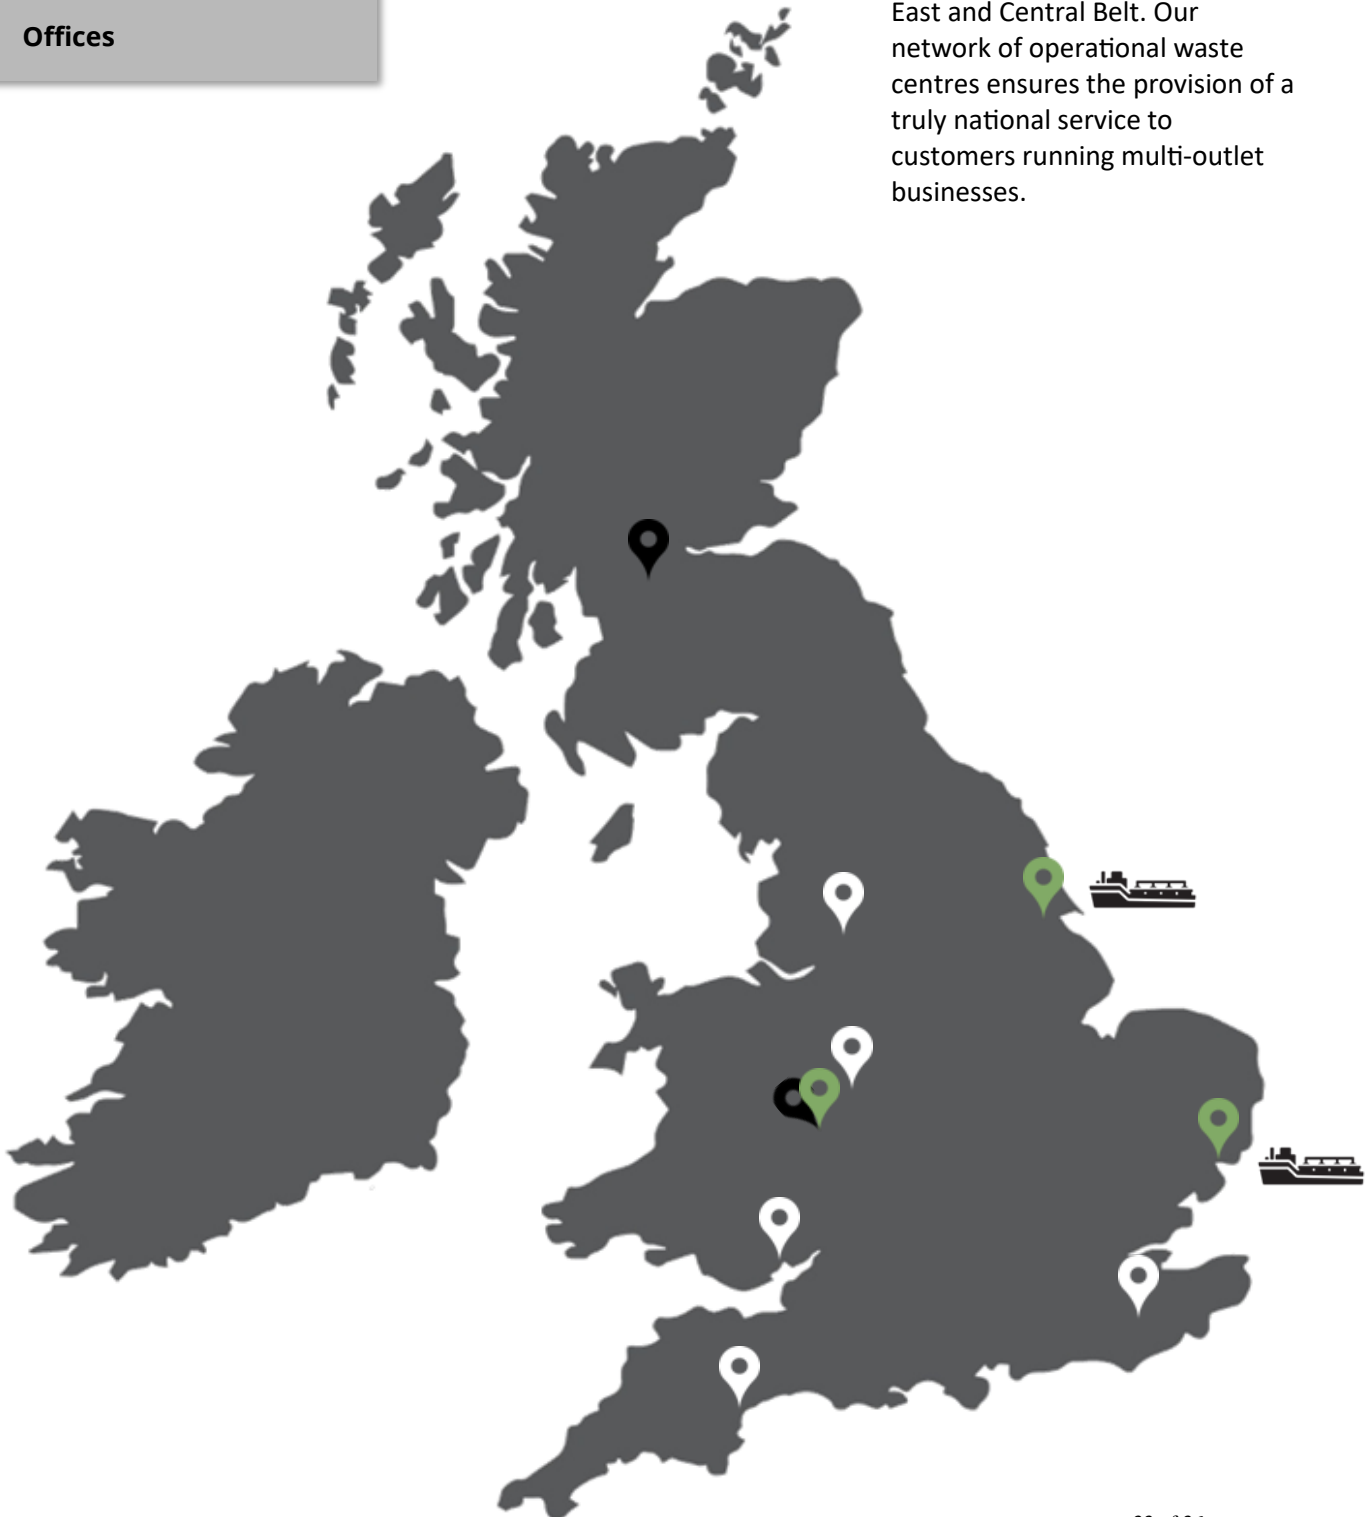 Offices
East and Central Belt. Our
network of operational waste
centres ensures the provision of a
truly national service to
customers running multi-outlet
businesses.